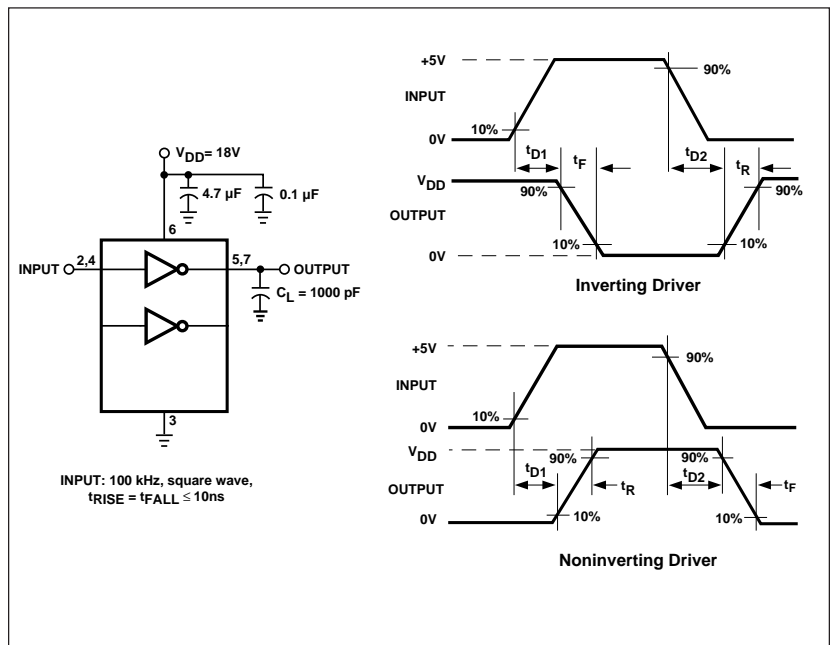 VDD= 18V
4.7 µF
0.1 µF
6
INPUT
2,4
5,7
OUTPUT
CL = 1000 pF
3
INPUT: 100 kHz, square wave,
tRISE = tFALL ≤ 10ns
+5V
INPUT
0V
10%
90%
tD1
tF
tD2
tR
VDD
OUTPUT
0V
90%
10%
10%
90%
Inverting Driver
+5V
INPUT
0V
10%
90%
VDD
OUTPUT
0V
tD1
90%
tR
10%
90%
tD2
tF
10%
Noninverting Driver